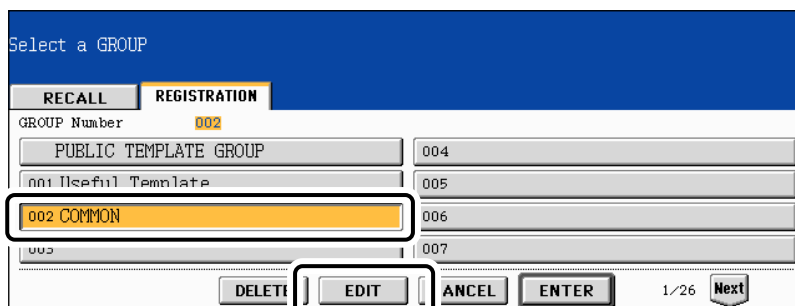 Select a GROUP
RECALL REGISTRATION
GROUP Number 002
PUBLIC TEMPLATE GROUP 004
001 Useful Template 005
002 COMMON 006
003 007
DELETE EDIT CANCEL ENTER 1/26 Next